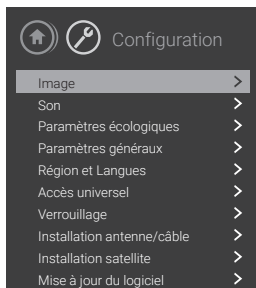 Configuration
Image
Son
Paramètres écologiques
Paramètres généraux
Région et Langues
Accès universel
Verrouillage
Installation antenne/câble
Installation satellite
Mise à jour du logiciel